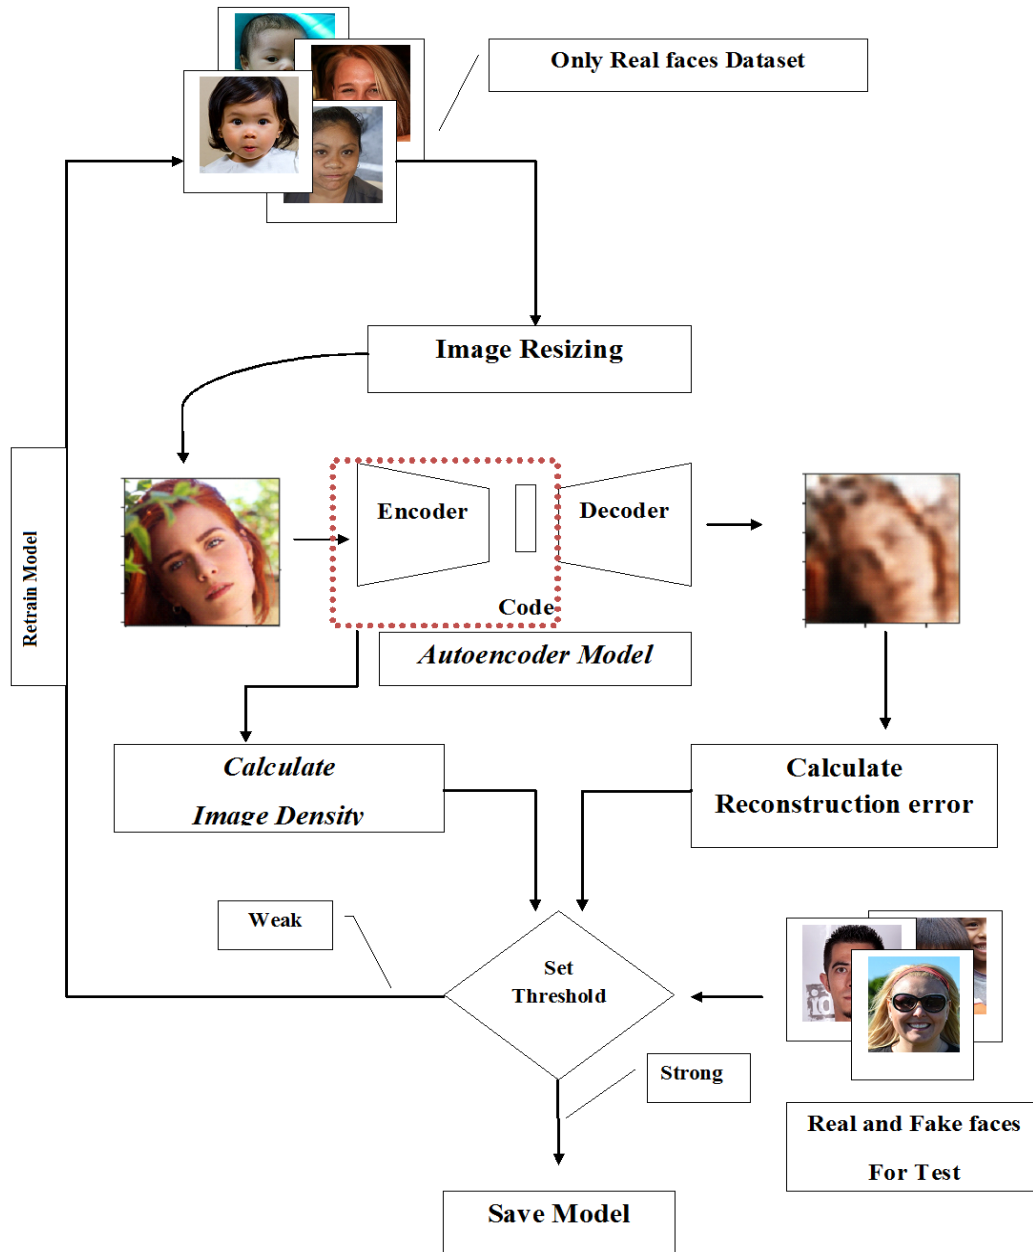 Only Real faces Dataset
Image Resizing
Retrain Model
Encoder
Decoder
Code
Autoencoder Model
Calculate
Image Density
Calculate
Reconstruction error
Weak
Set
Threshold
Strong
Real and Fake faces
For Test
Save Model